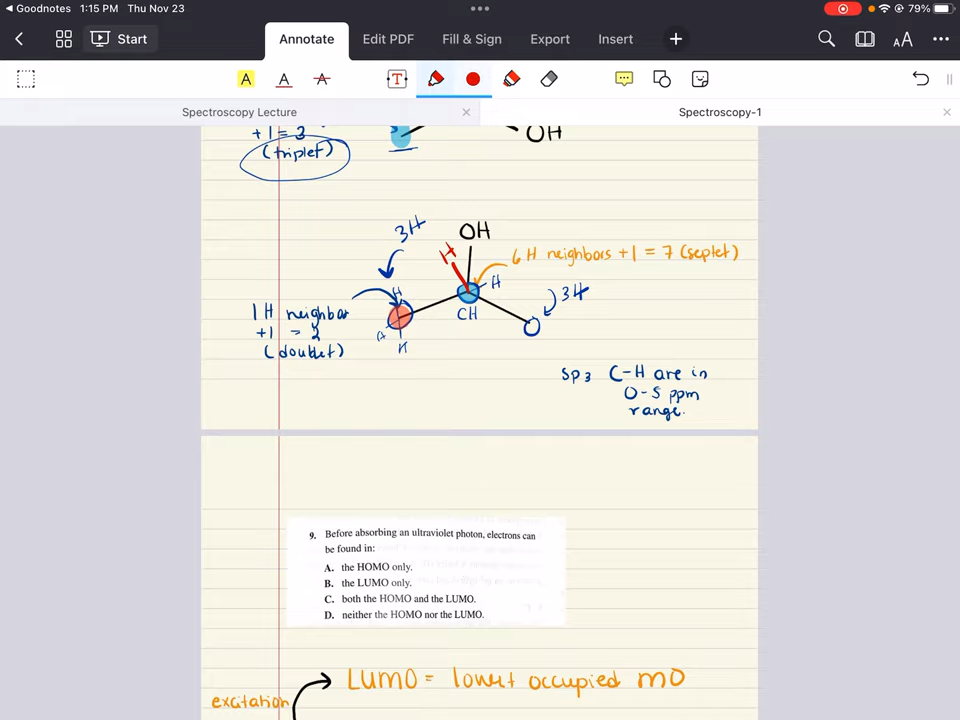 Goodnotes 1:15 PM Thu Nov 23
79%
Start
Annotate
Edit PDF
Fill & Sign
Export
Insert
Spectroscopy Lecture
Spectroscopy-1
+1 = 3
(triplet)
OH
3H
OH
H
6H neighbors +1 = 7 (septet)
H
3H
H
1 H neighbor
+1 = 2
(doublet)
CH
H
H
sp3 C-H are in
0-5 ppm
range.
9. Before absorbing an ultraviolet photon, electrons can
be found in:
A. the HOMO only.
B. the LUMO only.
C. both the HOMO and the LUMO.
D. neither the HOMO nor the LUMO.
LUMO = lowest occupied MO
excitation